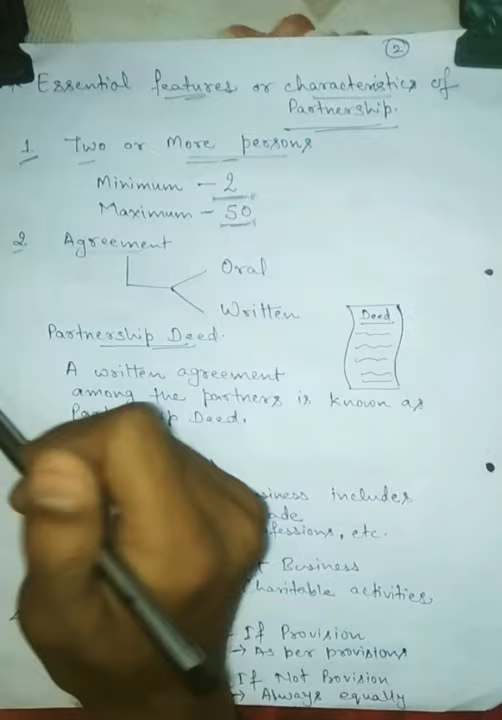 2
Essential features or characteristics of
Partnership.
1. Two or More persons
Minimum - 2
Maximum - 50
2. Agreement
Oral
Written
Deed
Partnership Deed.
A written agreement
among the partners is known as
Deed.
includes
etc.
Business
Charitable activities
- If Provision
→ As per provisions
If Not Provision
→ Always equally